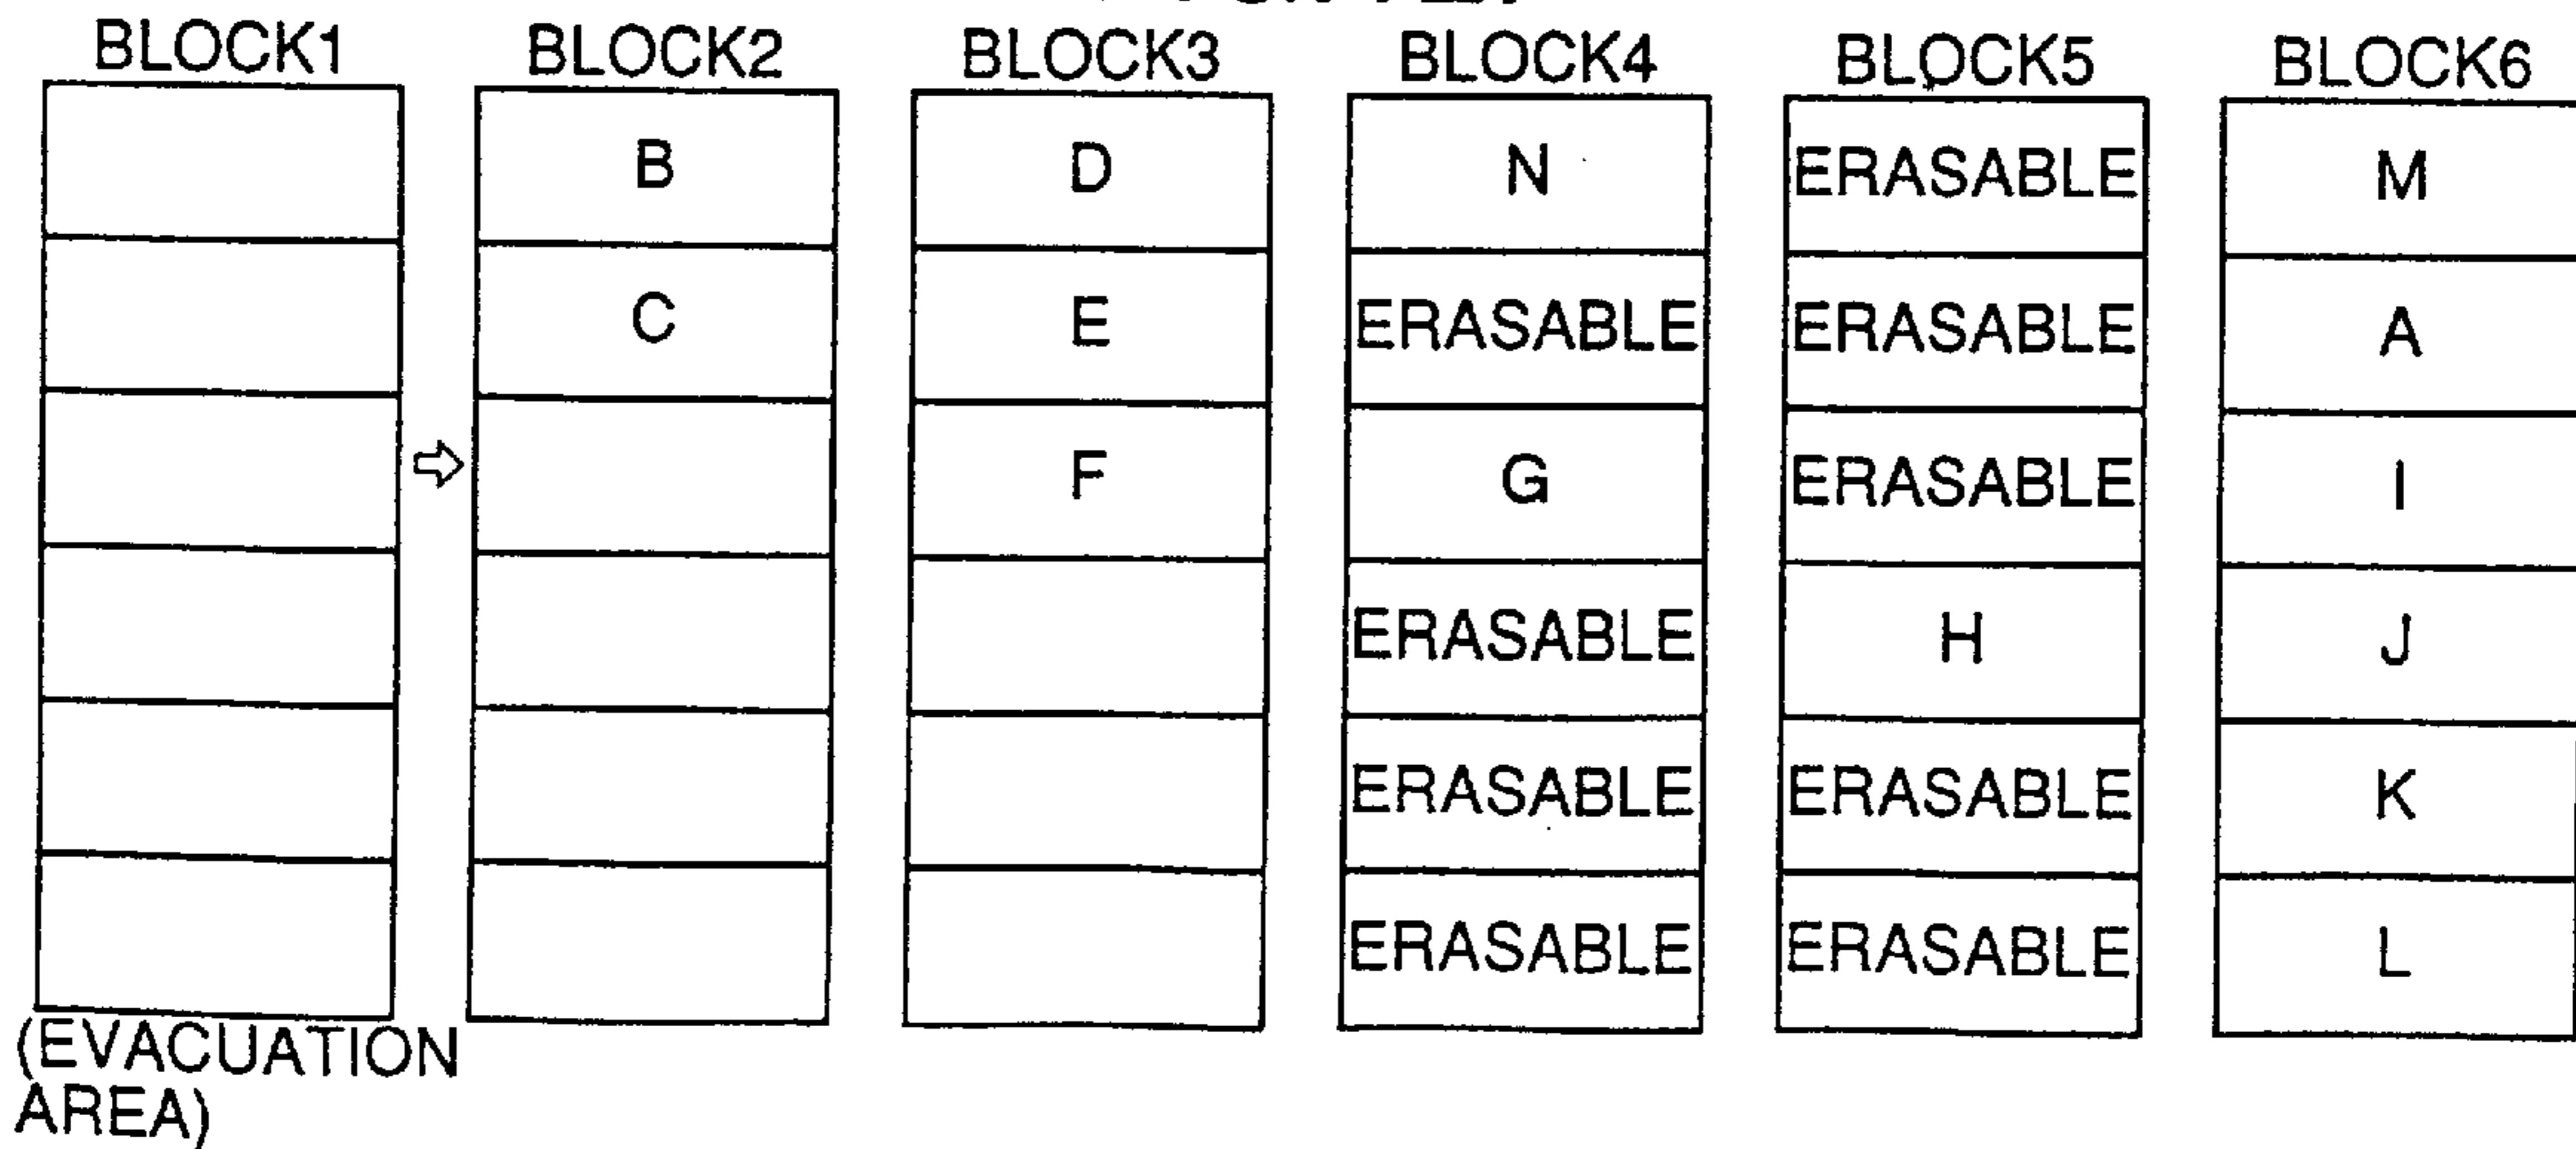 BLOCK1 BLOCK2 BLOCK3 BLOCK4 BLOCK5 BLOCK6
B D N ERASABLE M
C E ERASABLE ERASABLE A
F G ERASABLE I
ERASABLE H J
ERASABLE ERASABLE K
ERASABLE ERASABLE L
(EVACUATION
AREA)